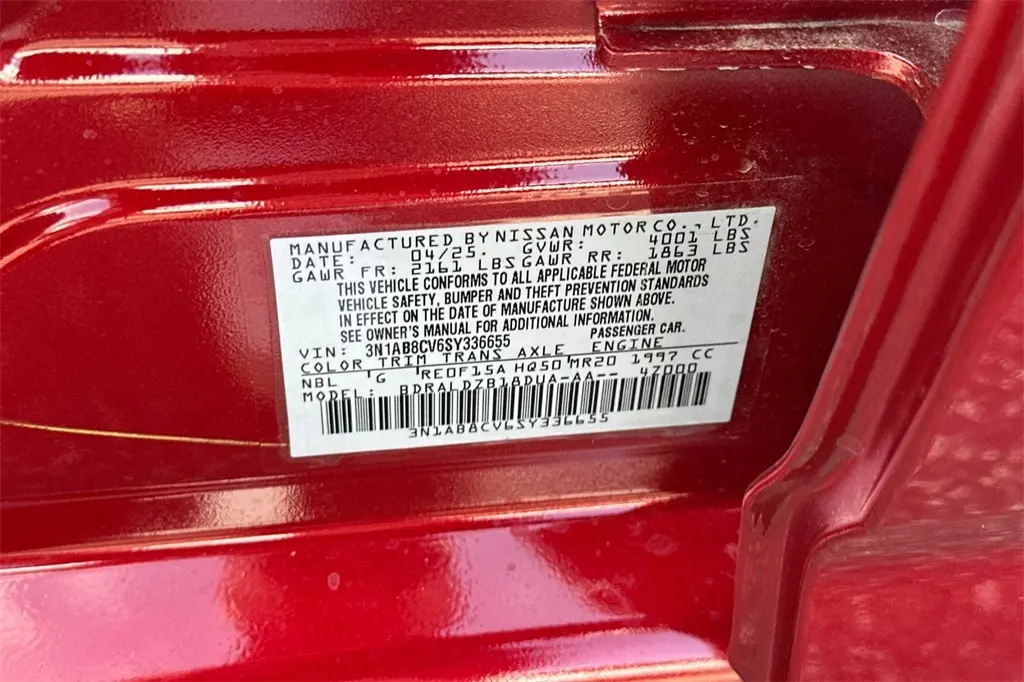 MANUFACTURED BY NISSAN MOTOR CO., LTD.
DATE: 04/25. GVWR: 4001 LBS
GAWR FR: 2161 LBS GAWR RR: 1863 LBS
THIS VEHICLE CONFORMS TO ALL APPLICABLE FEDERAL MOTOR
VEHICLE SAFETY, BUMPER AND THEFT PREVENTION STANDARDS
IN EFFECT ON THE DATE OF MANUFACTURE SHOWN ABOVE.
SEE OWNER'S MANUAL FOR ADDITIONAL INFORMATION.
VIN: 3N1AB8CV6SY336655 PASSENGER CAR.
COLOR TRIM TRANS AXLE ENGINE
NBL G RE0F15A HQ50 MR20 1997 CC
MODEL: BDRALDZB18DUA-AA-- 47000
3N1AB8CV6SY336655